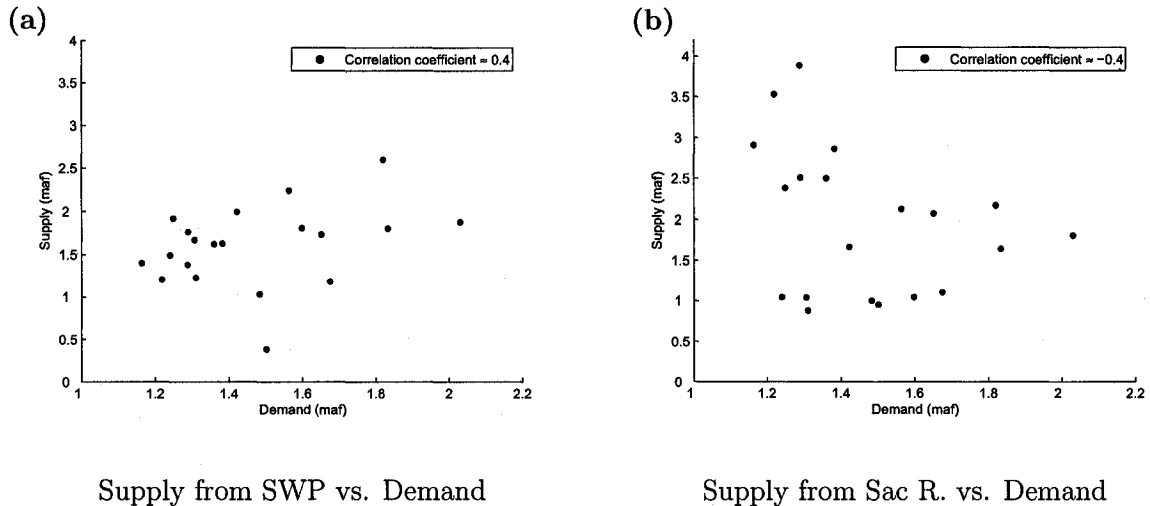 (a)
4
3.5
3
2.5
2
1.5
1
0.5
0
Supply (maf)
Correlation coefficient ≈ 0.4
1 1.2 1.4 1.6 1.8 2 2.2
Demand (maf)
Supply from SWP vs. Demand
(b)
4
3.5
3
2.5
2
1.5
1
0.5
0
Supply (maf)
Correlation coefficient ≈ −0.4
1 1.2 1.4 1.6 1.8 2 2.2
Demand (maf)
Supply from Sac R. vs. Demand